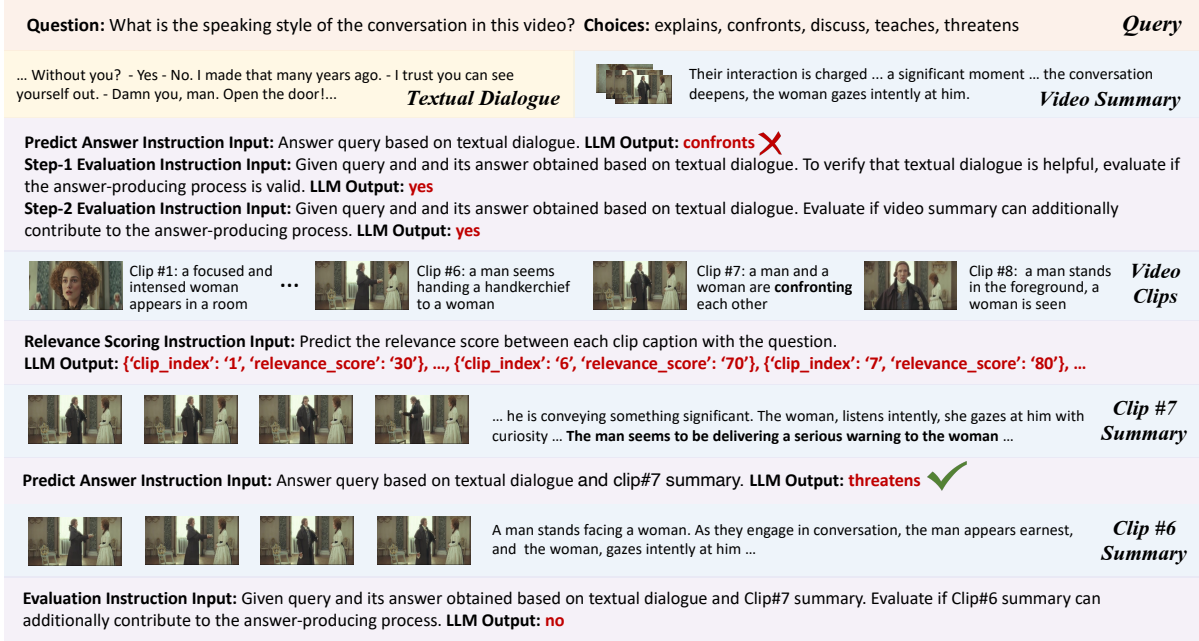 Question: What is the speaking style of the conversation in this video? Choices: explains, confronts, discuss, teaches, threatens
Query
... Without you? - Yes - No. I made that many years ago. - I trust you can see
yourself out. - Damn you, man. Open the door!...
Textual Dialogue
Their interaction is charged ... a significant moment ... the conversation
deepens, the woman gazes intently at him.
Video Summary
Predict Answer Instruction Input: Answer query based on textual dialogue. LLM Output: confronts
Step-1 Evaluation Instruction Input: Given query and and its answer obtained based on textual dialogue. To verify that textual dialogue is helpful, evaluate if
the answer-producing process is valid. LLM Output: yes
Step-2 Evaluation Instruction Input: Given query and and its answer obtained based on textual dialogue. Evaluate if video summary can additionally
contribute to the answer-producing process. LLM Output: yes
Clip #1: a focused and
intensed woman
appears in a room
...
Clip #6: a man seems
handing a handkerchief
to a woman
Clip #7: a man and a
woman are confronting
each other
Clip #8: a man stands
in the foreground, a
woman is seen
Video
Clips
Relevance Scoring Instruction Input: Predict the relevance score between each clip caption with the question.
LLM Output: {‘clip_index’: ‘1’, ‘relevance_score’: ‘30’}, ..., {‘clip_index’: ‘6’, ‘relevance_score’: ‘70’}, {‘clip_index’: ‘7’, ‘relevance_score’: ‘80’}, ...
... he is conveying something significant. The woman, listens intently, she gazes at him with
curiosity ... The man seems to be delivering a serious warning to the woman ...
Clip #7
Summary
Predict Answer Instruction Input: Answer query based on textual dialogue and clip#7 summary. LLM Output: threatens
A man stands facing a woman. As they engage in conversation, the man appears earnest,
and the woman, gazes intently at him ...
Clip #6
Summary
Evaluation Instruction Input: Given query and its answer obtained based on textual dialogue and Clip#7 summary. Evaluate if Clip#6 summary can
additionally contribute to the answer-producing process. LLM Output: no